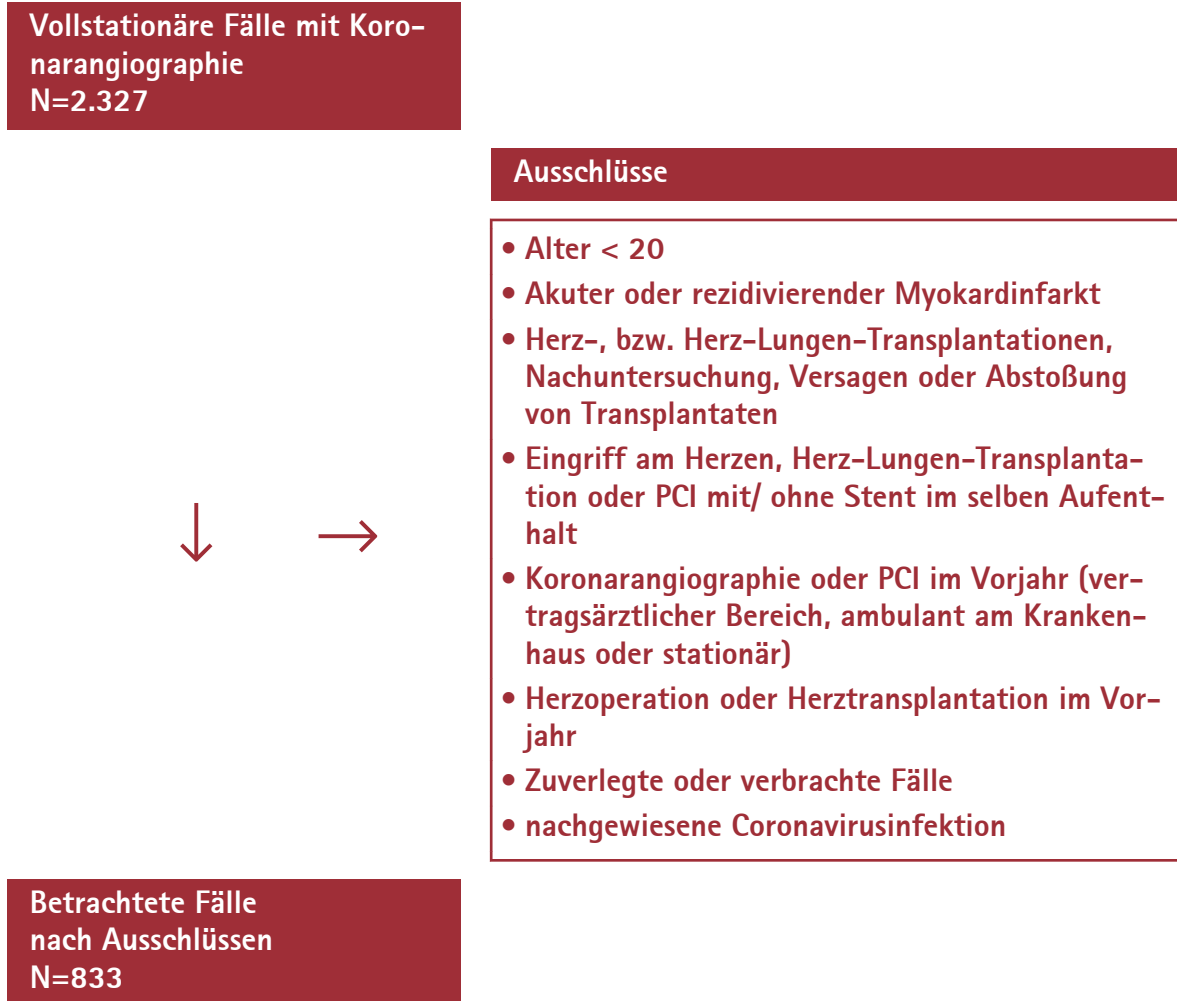 Vollstationäre Fälle mit Koro-
narangiographie
N=2.327
Ausschlüsse
• Alter < 20
• Akuter oder rezidivierender Myokardinfarkt
• Herz-, bzw. Herz-Lungen-Transplantationen,
Nachuntersuchung, Versagen oder Abstoßung
von Transplantaten
• Eingriff am Herzen, Herz-Lungen-Transplanta-
tion oder PCI mit/ ohne Stent im selben Aufent-
halt
• Koronarangiographie oder PCI im Vorjahr (ver-
tragsärztlicher Bereich, ambulant am Kranken-
haus oder stationär)
• Herzoperation oder Herztransplantation im Vor-
jahr
• Zuverlegte oder verbrachte Fälle
• nachgewiesene Coronavirusinfektion
Betrachtete Fälle
nach Ausschlüssen
N=833